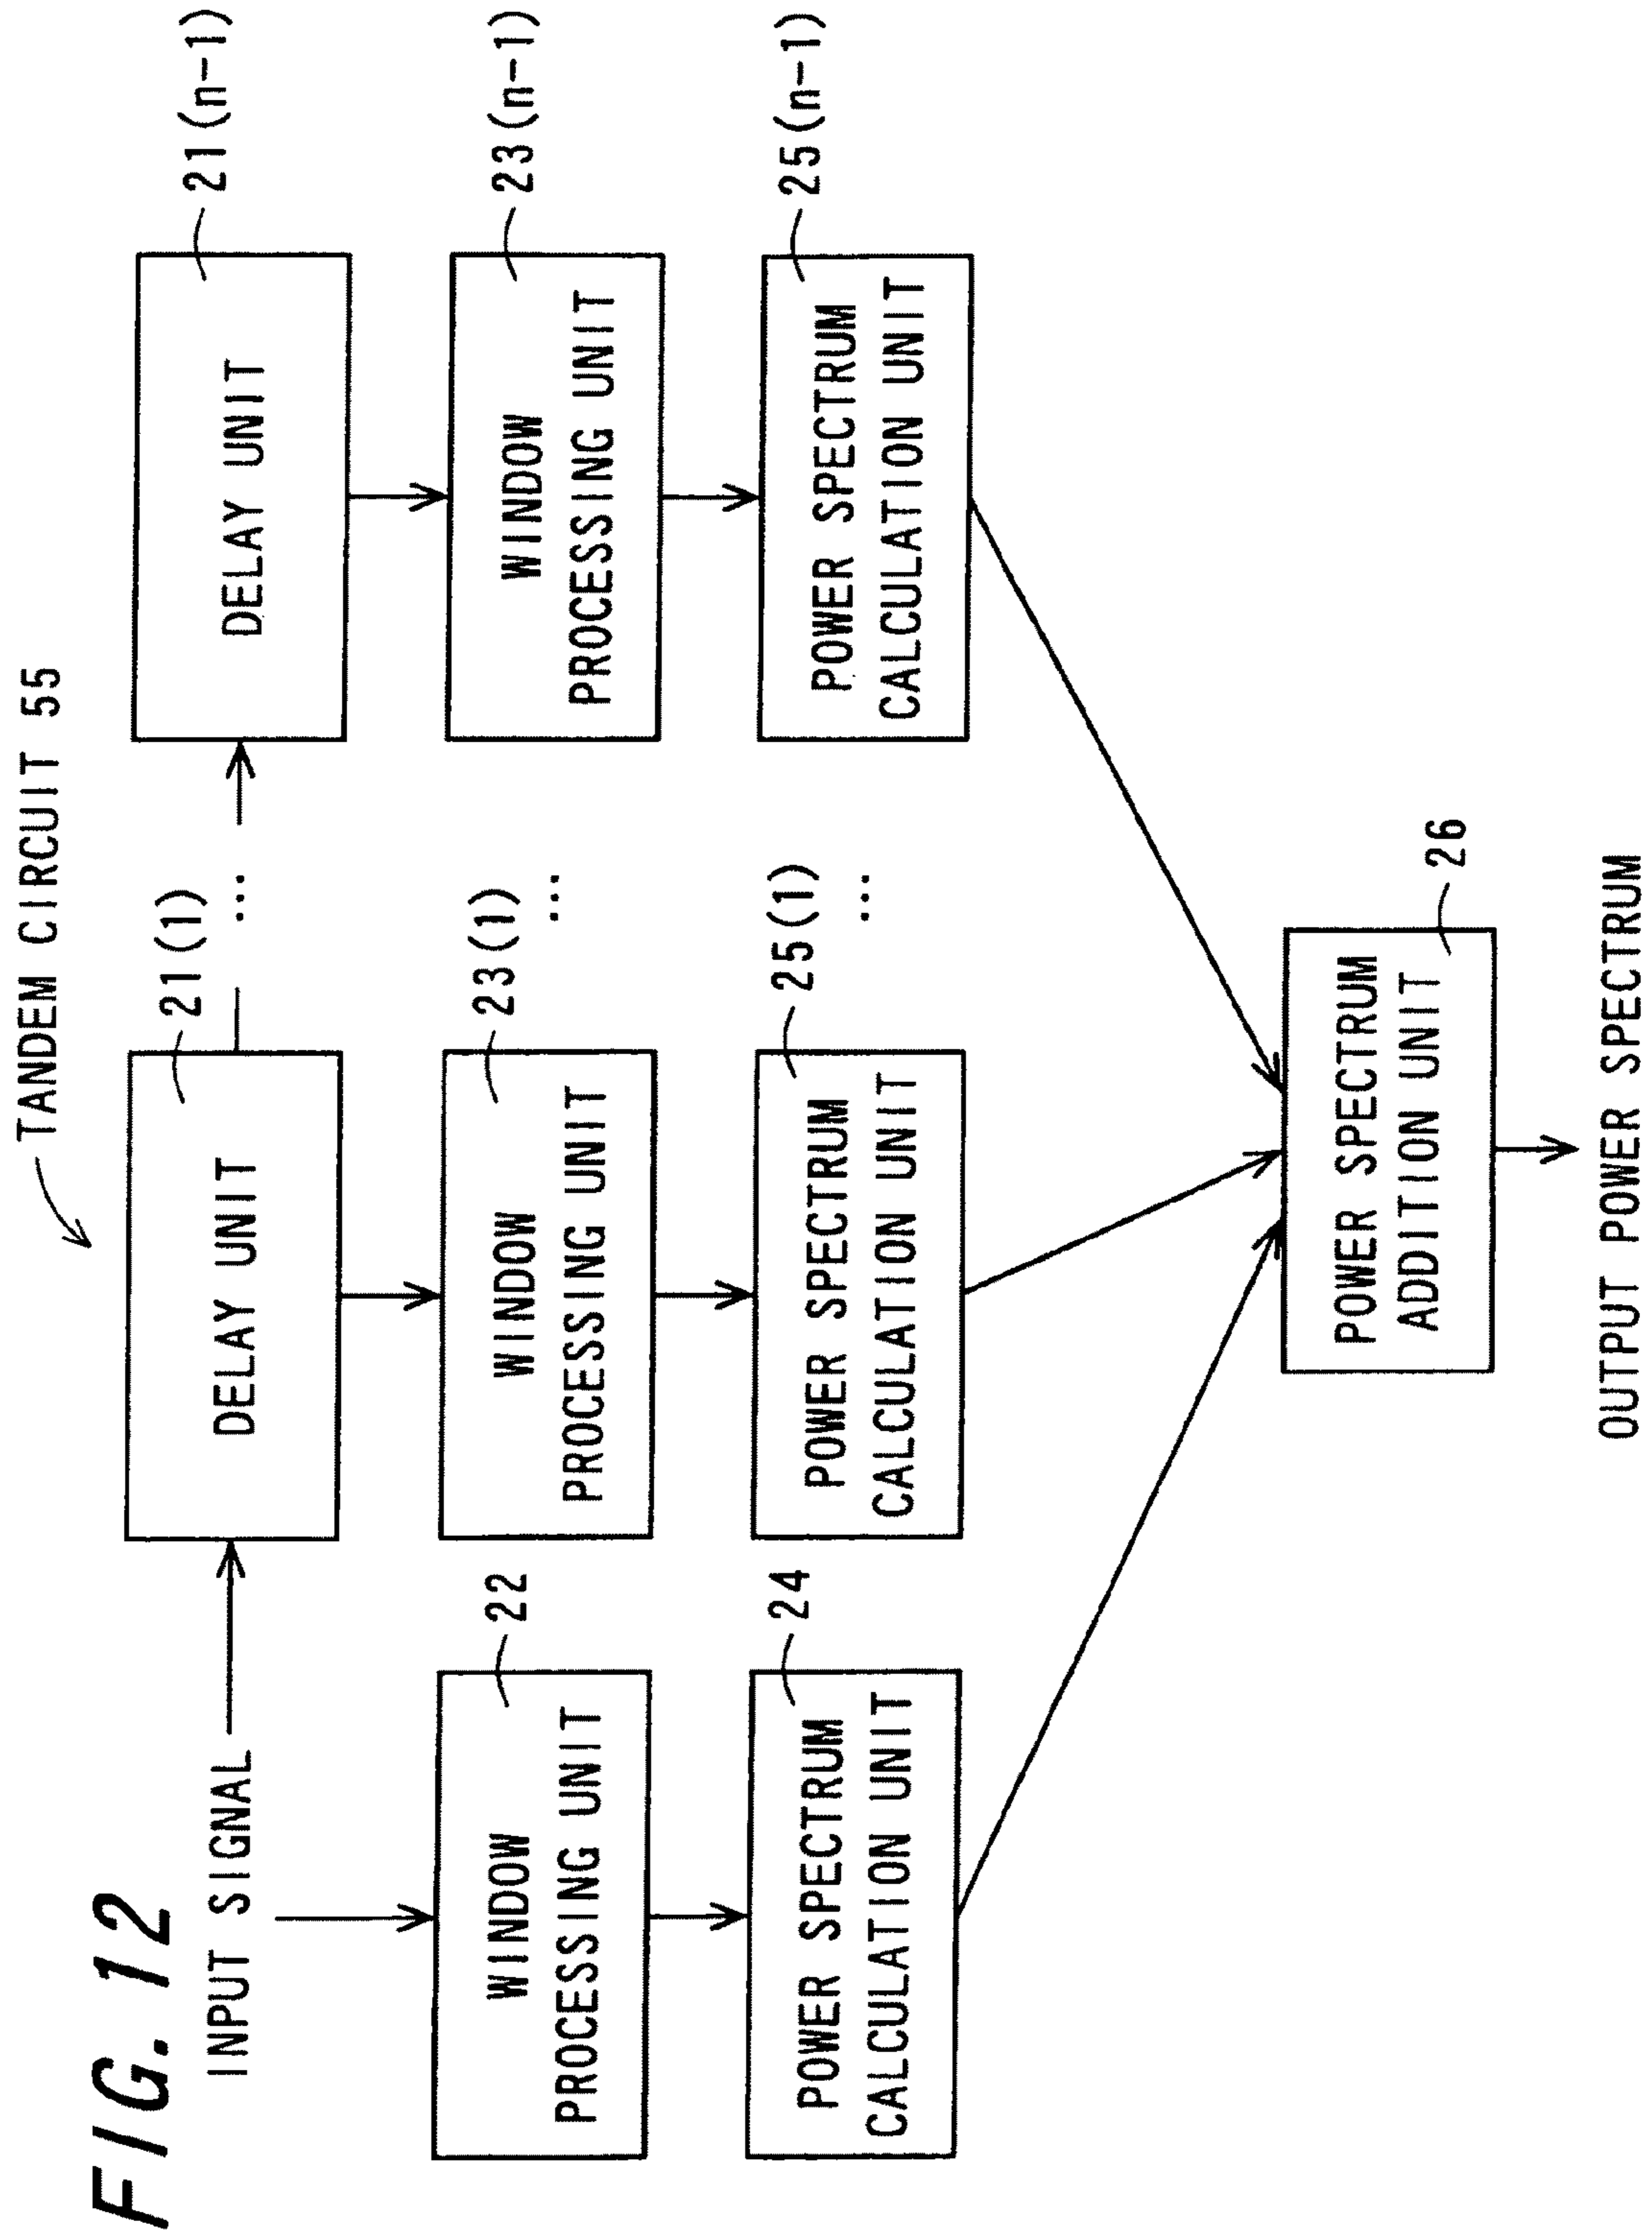 FIG. 12
TANDEM CIRCUIT 55
INPUT SIGNAL
21(1)
...
21(n-1)
DELAY UNIT
DELAY UNIT
22
23(1)
...
23(n-1)
WINDOW
PROCESSING UNIT
WINDOW
PROCESSING UNIT
WINDOW
PROCESSING UNIT
24
25(1)
...
25(n-1)
POWER SPECTRUM
CALCULATION UNIT
POWER SPECTRUM
CALCULATION UNIT
POWER SPECTRUM
CALCULATION UNIT
26
POWER SPECTRUM
ADDITION UNIT
OUTPUT POWER SPECTRUM